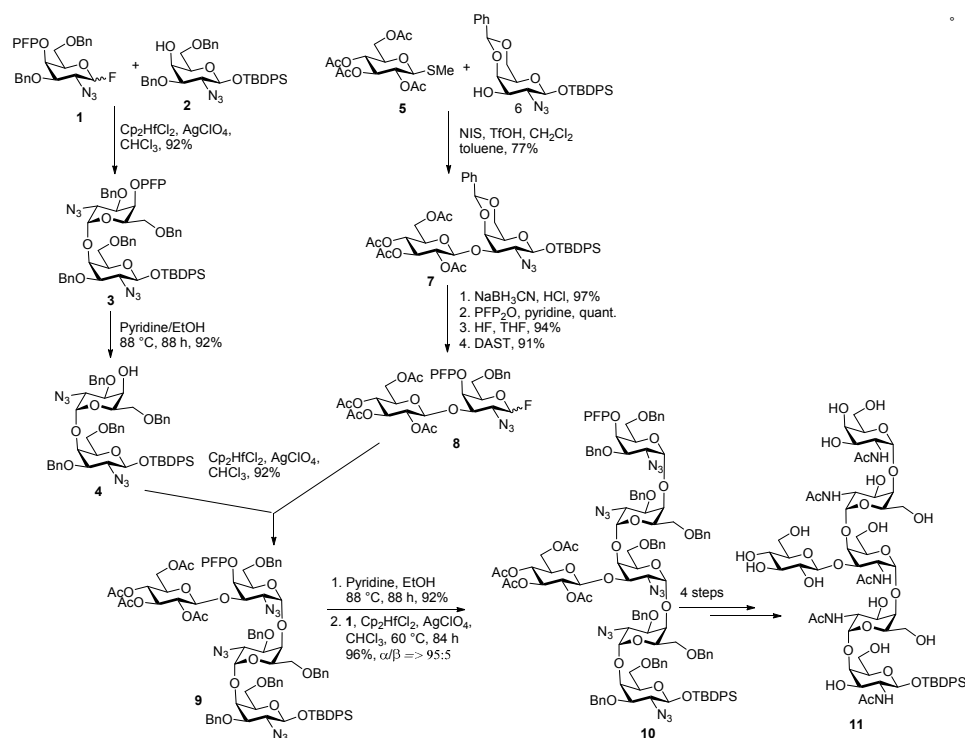 PFPO
OBn
O
BnO
N3
F
1
+
HO
OBn
O
BnO
N3
OTBDPS
2
Cp2HfCl2, AgClO4,
CHCl3, 92%
BnO
OPFP
N3
O
OBn
O
OBn
O
BnO
N3
OTBDPS
3
Pyridine/EtOH
88 °C, 88 h, 92%
BnO
OH
N3
O
OBn
O
OBn
O
BnO
N3
OTBDPS
4
OAc
AcO
O
SMe
AcO
OAc
5
+
Ph
O
O
O
HO
N3
OTBDPS
6
NIS, TfOH, CH2Cl2
toluene, 77%
Ph
O
O
OAc
AcO
O
AcO
OAc
O
O
N3
OTBDPS
7
1. NaBH3CN, HCl, 97%
2. PFP2O, pyridine, quant.
3. HF, THF, 94%
4. DAST, 91%
PFPO
OBn
OAc
AcO
O
AcO
OAc
O
O
N3
F
8
Cp2HfCl2, AgClO4,
CHCl3, 92%
PFPO
OBn
OAc
AcO
O
AcO
OAc
O
O
N3
O
BnO
N3
O
OBn
O
OBn
O
BnO
N3
OTBDPS
9
1. Pyridine, EtOH
88 °C, 88 h, 92%
2. 1, Cp2HfCl2, AgClO4,
CHCl3, 60 °C, 84 h
96%, α/β => 95:5
PFPO
OBn
O
BnO
N3
O
BnO
N3
O
OBn
O
OBn
OAc
AcO
O
AcO
OAc
O
O
N3
O
BnO
N3
O
OBn
O
OBn
O
BnO
N3
OTBDPS
10
4 steps
HO
OH
O
HO
AcNH
O
HO
AcN
H
O
OH
O
OH
OH
HO
O
HO
OH
O
O
AcNH
O
HO
AcN
H
O
OH
O
HO
OH
O
HO
AcNH
OTBDPS
11